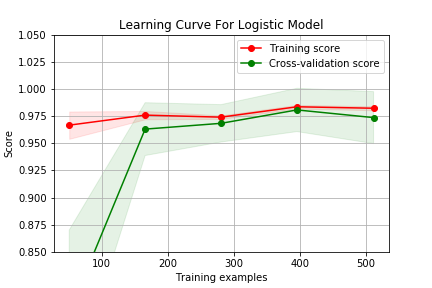 Learning Curve For Logistic Model
1.050
1.025
1.000
0.975
0.950
0.925
0.900
0.875
0.850
Score
Training score
Cross-validation score
100
200
300
400
500
Training examples